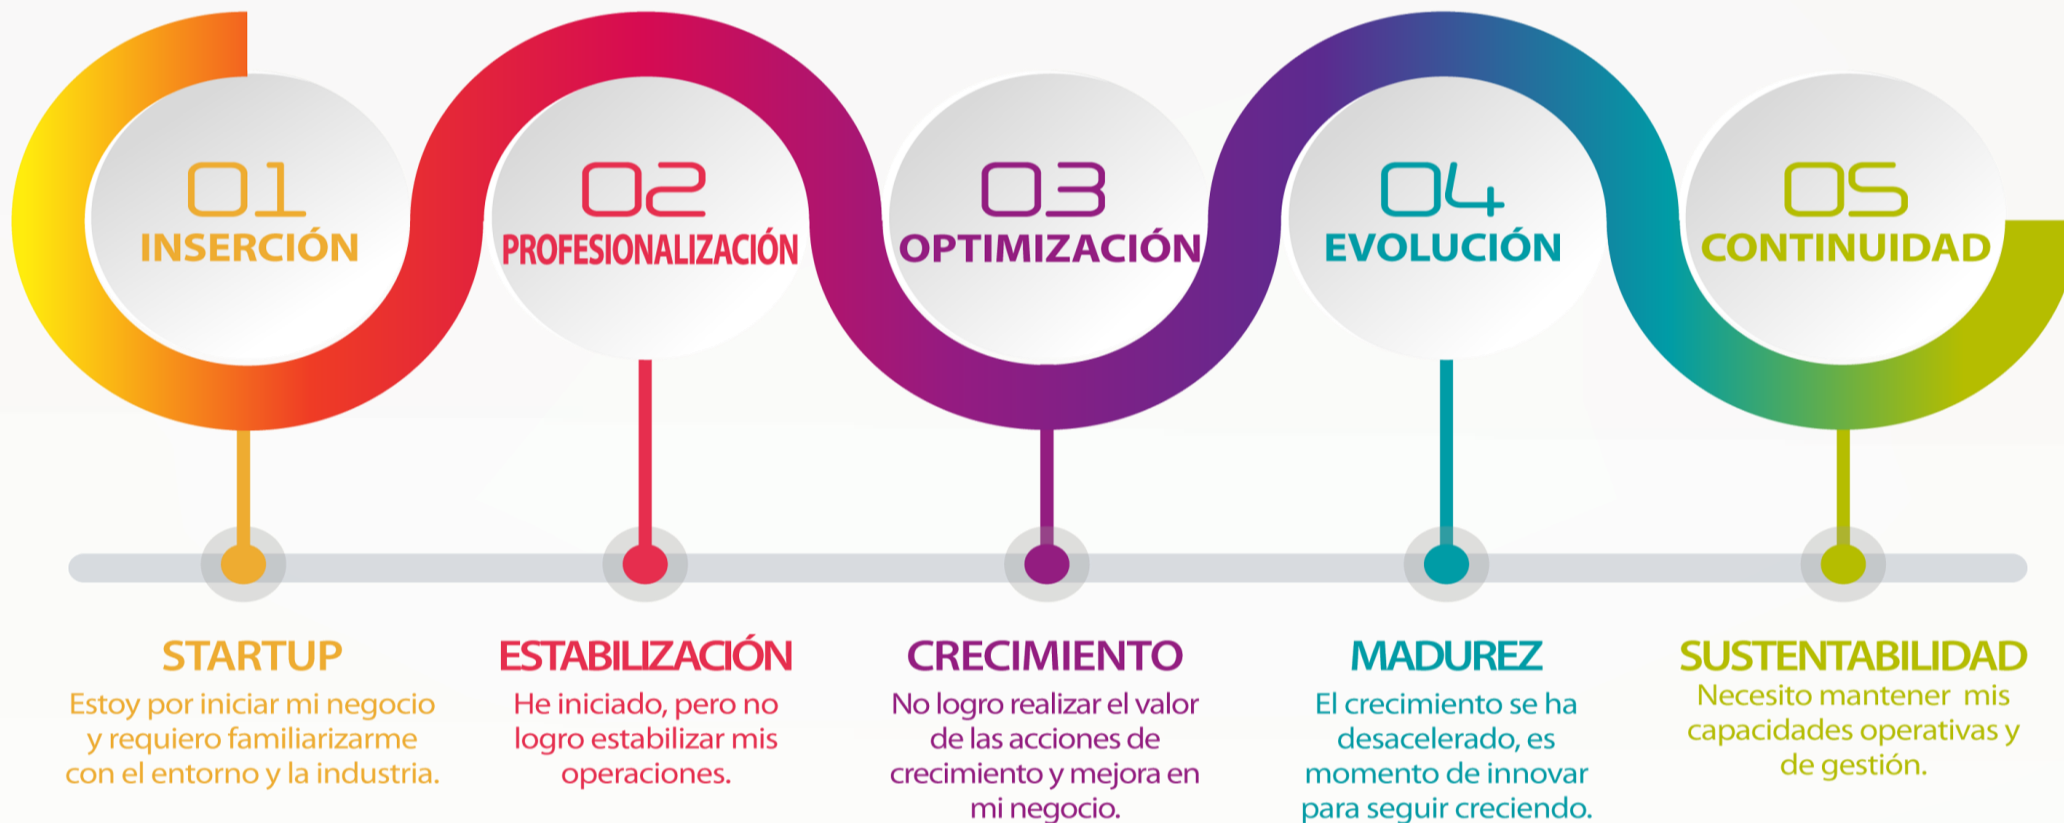 01
INSERCIÓN
02
PROFESIONALIZACIÓN
03
OPTIMIZACIÓN
04
EVOLUCIÓN
05
CONTINUIDAD
STARTUP
Estoy por iniciar mi negocio
y requiero familiarizarme
con el entorno y la industria.
ESTABILIZACIÓN
He iniciado, pero no
logro estabilizar mis
operaciones.
CRECIMIENTO
No logro realizar el valor
de las acciones de
crecimiento y mejora en
mi negocio.
MADUREZ
El crecimiento se ha
desacelerado, es
momento de innovar
para seguir creciendo.
SUSTENTABILIDAD
Necesito mantener mis
capacidades operativas y
de gestión.